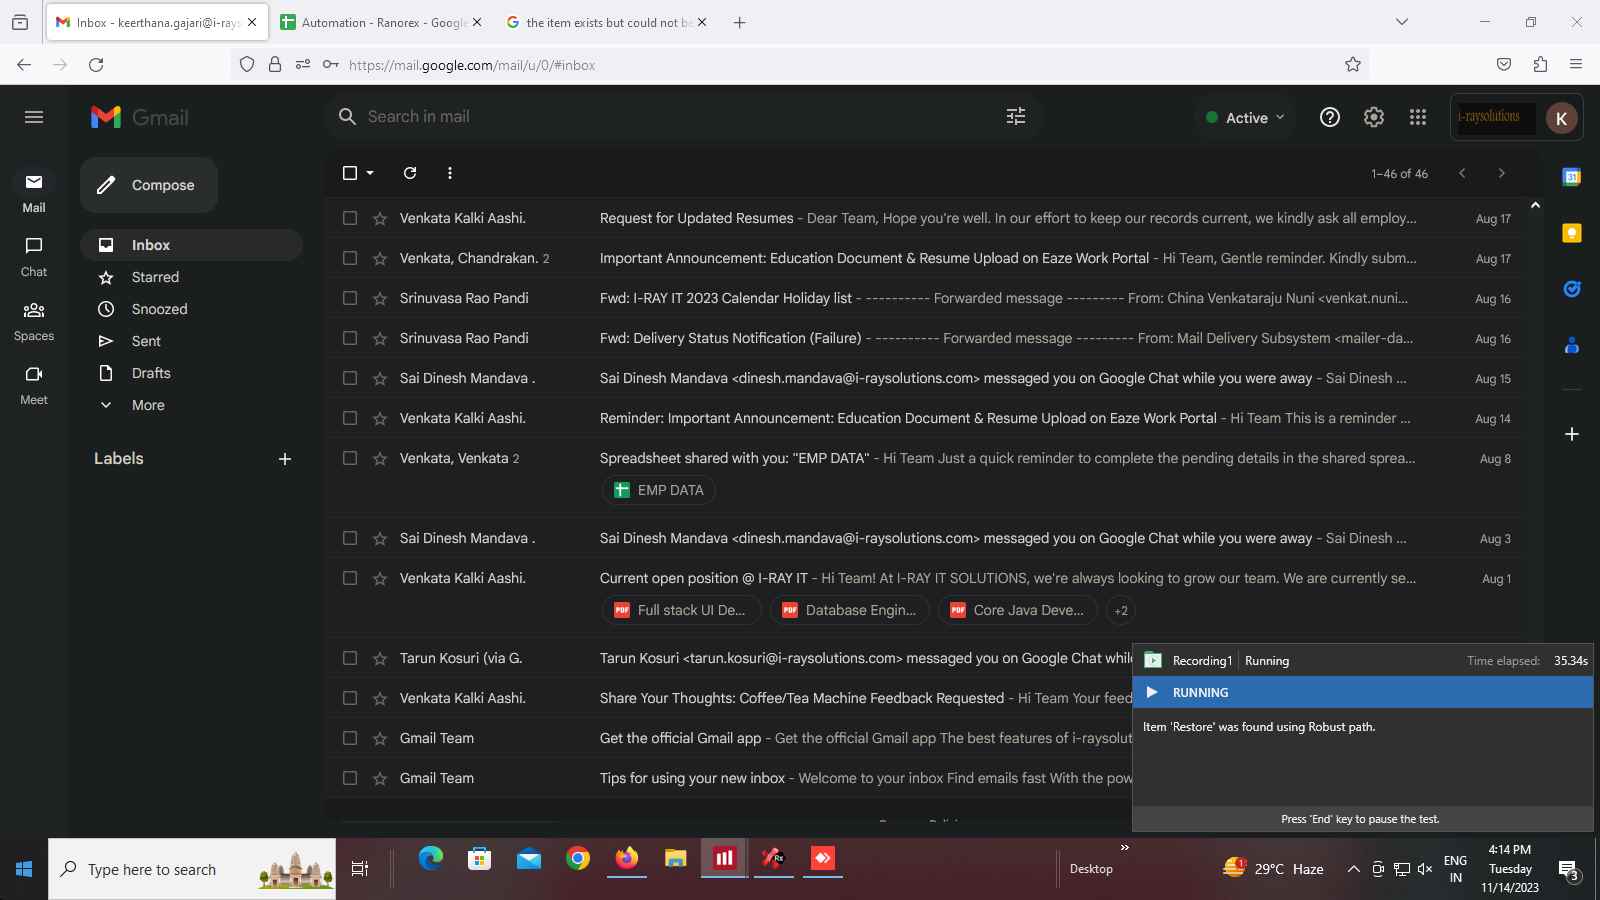 Inbox - keerthana.gajari@i-rays
Automation - Ranorex - Google
the item exists but could not be
https://mail.google.com/mail/u/0/#inbox
Gmail
Search in mail
Active
i-raysolutions
K
Compose
1–46 of 46
31
Mail
Chat
Spaces
Meet
Inbox
Starred
Snoozed
Sent
Drafts
More
Labels
Venkata Kalki Aashi. Request for Updated Resumes - Dear Team, Hope you're well. In our effort to keep our records current, we kindly ask all employ... Aug 17
Venkata, Chandrakan. 2 Important Announcement: Education Document & Resume Upload on Eaze Work Portal - Hi Team, Gentle reminder. Kindly subm... Aug 17
Srinuvasa Rao Pandi Fwd: I-RAY IT 2023 Calendar Holiday list - ---------- Forwarded message --------- From: China Venkataraju Nuni <venkat.nuni... Aug 16
Srinuvasa Rao Pandi Fwd: Delivery Status Notification (Failure) - ---------- Forwarded message --------- From: Mail Delivery Subsystem <mailer-da... Aug 16
Sai Dinesh Mandava . Sai Dinesh Mandava <dinesh.mandava@i-raysolutions.com> messaged you on Google Chat while you were away - Sai Dinesh ... Aug 15
Venkata Kalki Aashi. Reminder: Important Announcement: Education Document & Resume Upload on Eaze Work Portal - Hi Team This is a reminder ... Aug 14
Venkata, Venkata 2 Spreadsheet shared with you: "EMP DATA" - Hi Team Just a quick reminder to complete the pending details in the shared sprea... Aug 8
EMP DATA
Sai Dinesh Mandava . Sai Dinesh Mandava <dinesh.mandava@i-raysolutions.com> messaged you on Google Chat while you were away - Sai Dinesh ... Aug 3
Venkata Kalki Aashi. Current open position @ I-RAY IT - Hi Team! At I-RAY IT SOLUTIONS, we're always looking to grow our team. We are currently se... Aug 1
PDF Full stack UI De... PDF Database Engin... PDF Core Java Deve... +2
Tarun Kosuri (via G. Tarun Kosuri <tarun.kosuri@i-raysolutions.com> messaged you on Google Chat whil
Venkata Kalki Aashi. Share Your Thoughts: Coffee/Tea Machine Feedback Requested - Hi Team Your feed
Gmail Team Get the official Gmail app - Get the official Gmail app The best features of i-raysolut
Gmail Team Tips for using your new inbox - Welcome to your inbox Find emails fast With the pow
Recording1 Running Time elapsed: 35.34s
RUNNING
Item 'Restore' was found using Robust path.
Press 'End' key to pause the test.
Type here to search
Rx
Desktop
1
29°C Haze
ENG
IN
4:14 PM
Tuesday
11/14/2023
3